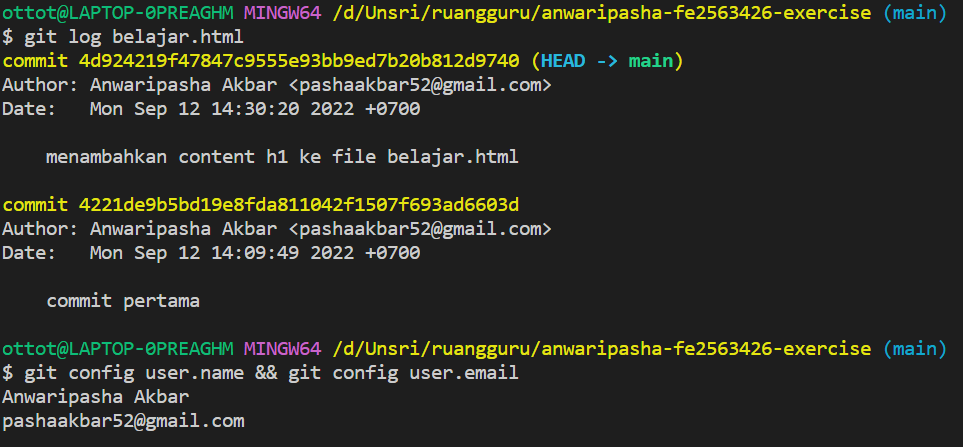 ottot@LAPTOP-0PREAGHM MINGW64 /d/Unsri/ruangguru/anwaripasha-fe2563426-exercise (main)
$ git log belajar.html
commit 4d924219f47847c9555e93bb9ed7b20b812d9740 (HEAD -> main)
Author: Anwaripasha Akbar <pashaakbar52@gmail.com>
Date:   Mon Sep 12 14:30:20 2022 +0700
    menambahkan content h1 ke file belajar.html
commit 4221de9b5bd19e8fda811042f1507f693ad6603d
Author: Anwaripasha Akbar <pashaakbar52@gmail.com>
Date:   Mon Sep 12 14:09:49 2022 +0700
    commit pertama
ottot@LAPTOP-0PREAGHM MINGW64 /d/Unsri/ruangguru/anwaripasha-fe2563426-exercise (main)
$ git config user.name && git config user.email
Anwaripasha Akbar
pashaakbar52@gmail.com